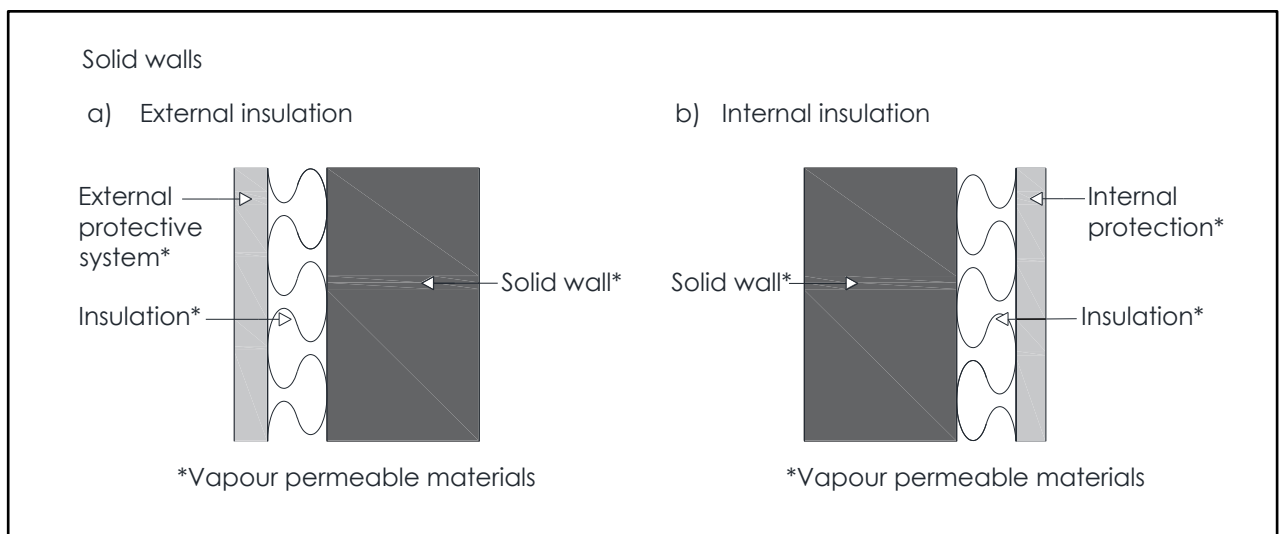 Solid walls
a) External insulation
External
protective
system*
Insulation*
Solid wall*
*Vapour permeable materials
b) Internal insulation
Solid wall*
Internal
protection*
Insulation*
*Vapour permeable materials